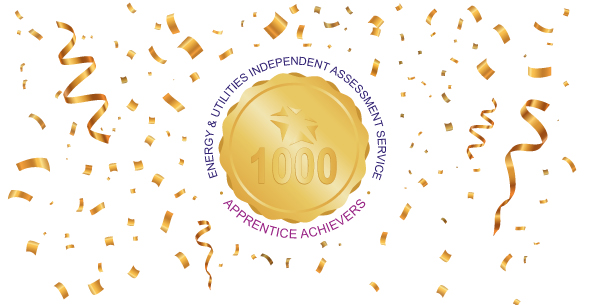 ENERGY & UTILITIES INDEPENDENT ASSESSMENT SERVICE
1000
APPRENTICE ACHIEVERS